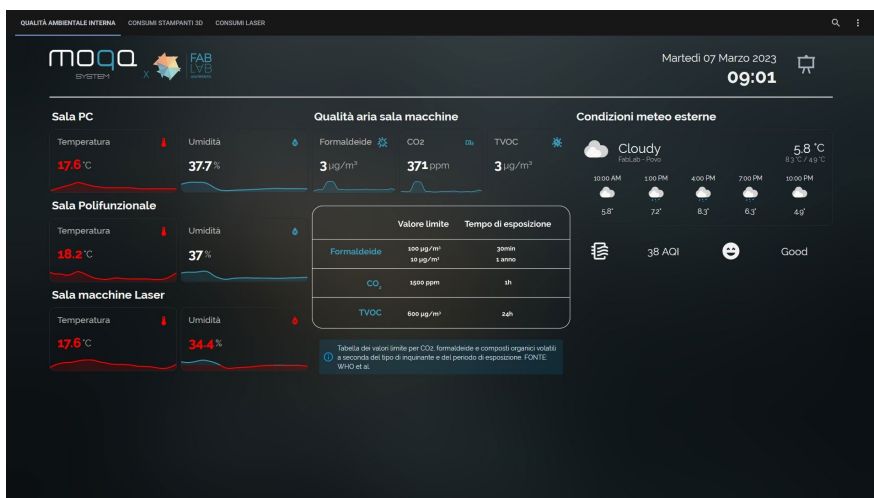 QUALITÀ AMBIENTALE INTERNA CONSUMI STAMPANTI 3D CONSUMI LASER
moqa
SYSTEM
x
FAB
LAB
Martedì 07 Marzo 2023
09:01
Sala PC
Temperatura
17.6 °C
Umidità
37.7 %
Sala Polifunzionale
Temperatura
18.2 °C
Umidità
37 %
Sala macchine Laser
Temperatura
17.6 °C
Umidità
34.4 %
Qualità aria sala macchine
Formaldeide
3 µg/m³
CO2
CO₂
371 ppm
TVOC
3 µg/m³
Valore limite Tempo di esposizione
Formaldeide
100 µg/m³ 30min
10 µg/m³ 1 anno
CO₂ 1500 ppm 1h
TVOC 600 µg/m³ 24h
Tabella dei valori limite per CO2, formaldeide e composti organici volatili
a seconda del tipo di inquinante e del periodo di esposizione. FONTE:
WHO et al.
Condizioni meteo esterne
Cloudy
FabLab - Povo
5.8 °C
8.3 °C / 4.9 °C
10:00 AM 1:00 PM 4:00 PM 7:00 PM 10:00 PM
5.8° 7.2° 8.3° 6.3° 4.9°
38 AQI
Good